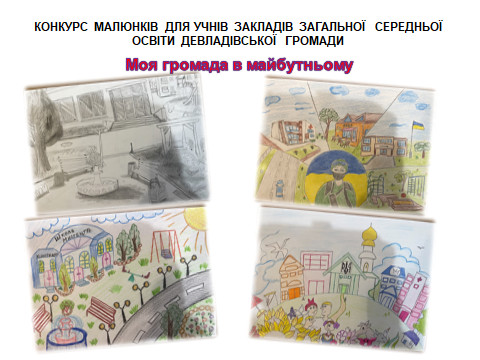 КОНКУРС МАЛЮНКІВ ДЛЯ УЧНІВ ЗАКЛАДІВ ЗАГАЛЬНОЇ СЕРЕДНЬОЇ
ОСВІТИ ДЕВЛАДІВСЬКОЇ ГРОМАДИ
Моя громада в майбутньому